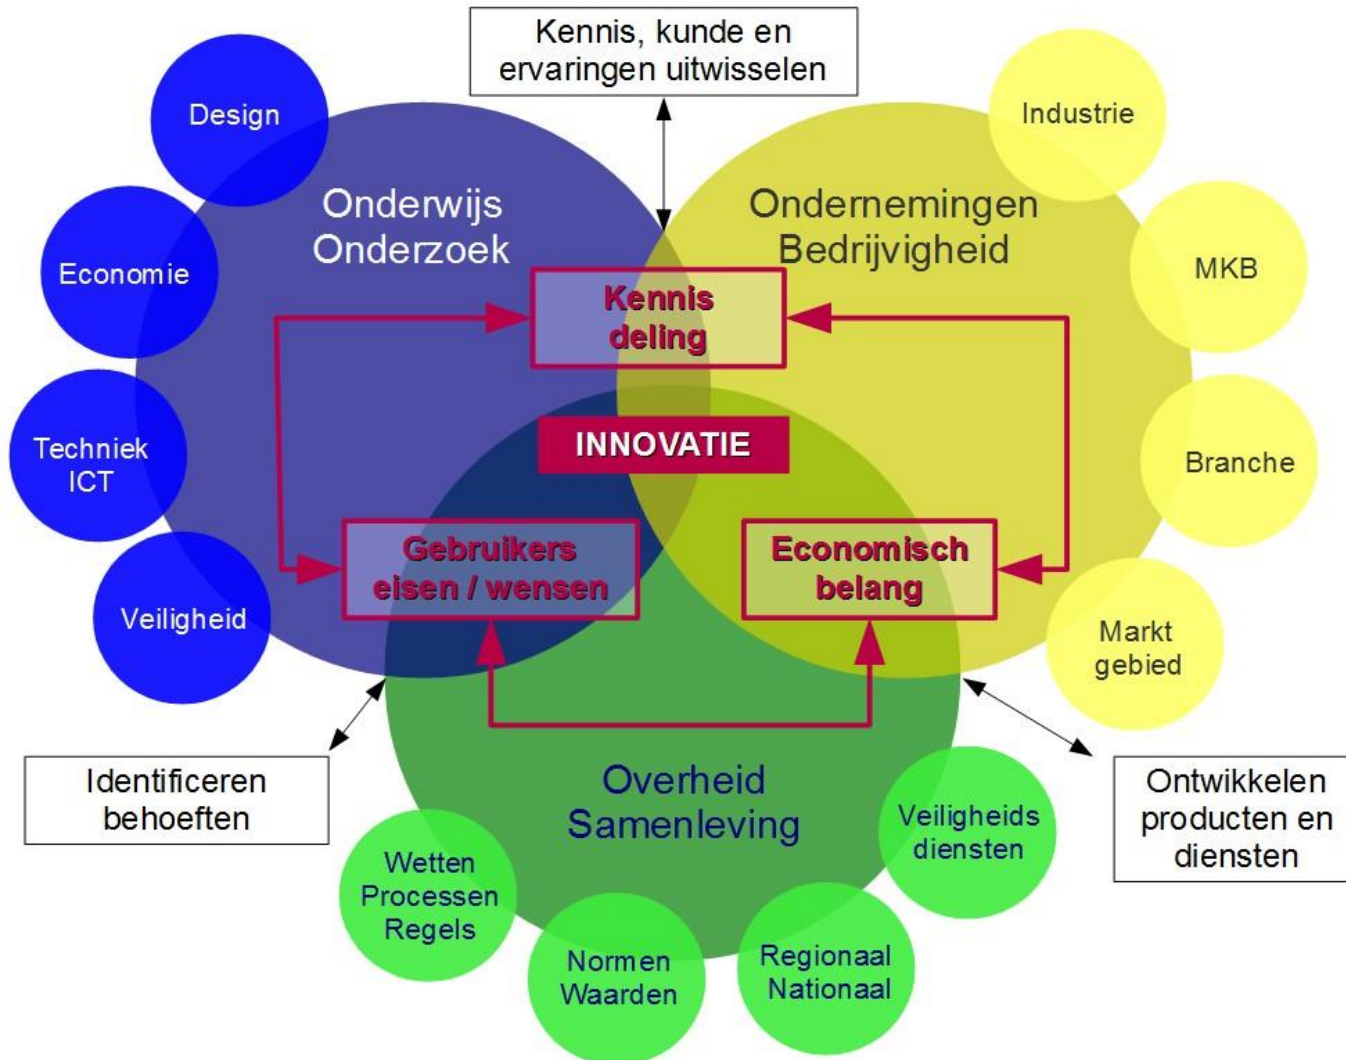 Kennis, kunde en
ervaringen uitwisselen
Design
Industrie
Onderwijs
Onderzoek
Ondernemingen
Bedrijvigheid
Economie
MKB
Kennis
deling
Techniek
ICT
INNOVATIE
Branche
Gebruikers
eisen / wensen
Economisch
belang
Veiligheid
Markt
gebied
Identificeren
behoeften
Overheid
Samenleving
Ontwikkelen
producten en
diensten
Veiligheids
diensten
Wetten
Processen
Regels
Normen
Waarden
Regionaal
Nationaal